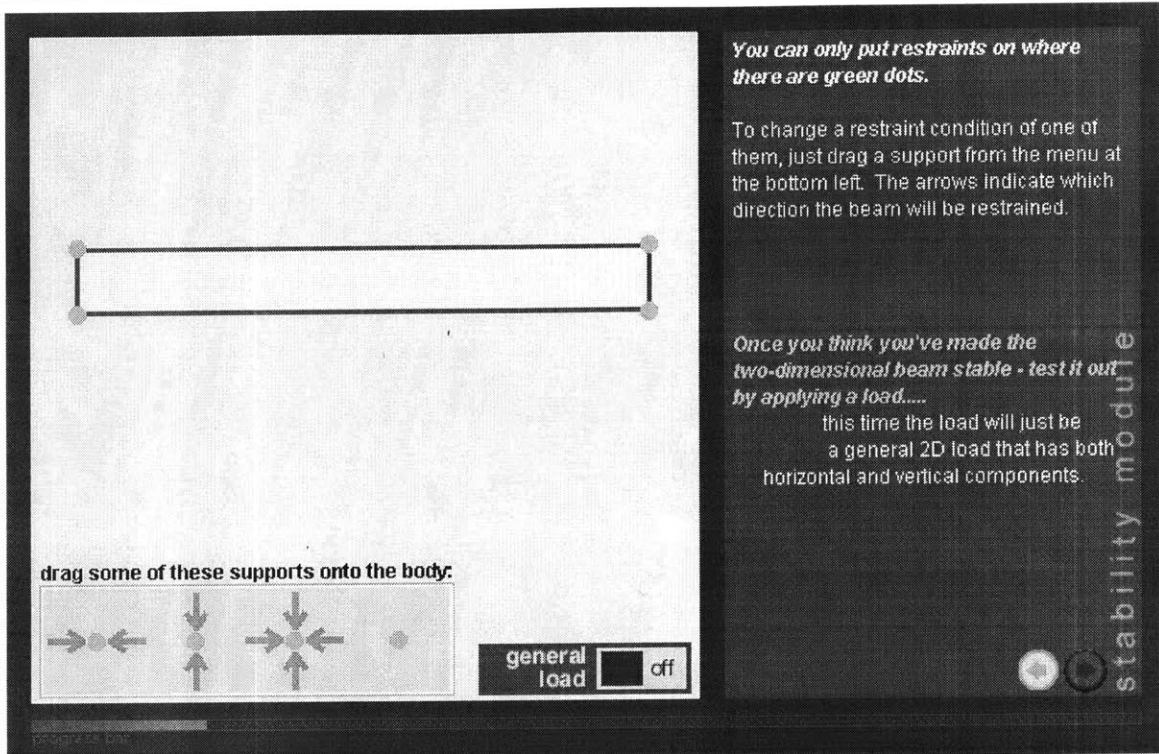 You can only put restraints on where
there are green dots.
To change a restraint condition of one of
them, just drag a support from the menu at
the bottom left. The arrows indicate which
direction the beam will be restrained.
Once you think you've made the
two-dimensional beam stable - test it out
by applying a load.....
this time the load will just be
a general 2D load that has both
horizontal and vertical components.
stability module
drag some of these supports onto the body:
general
load
off
progress bar